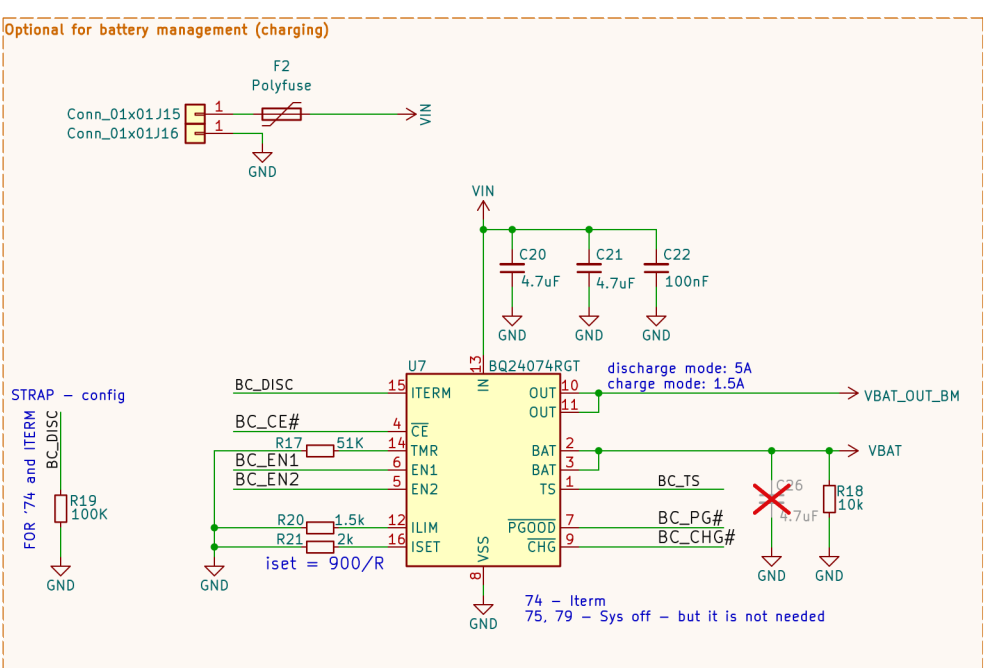 Optional for battery management (charging)
F2
Polyfuse
Conn_01x01 J15
1
VIN
Conn_01x01 J16
1
GND
VIN
C20
4.7uF
C21
4.7uF
C22
100nF
GND
GND
GND
U7
BQ24074RGT
discharge mode: 5A
charge mode: 1.5A
13
IN
BC_DISC
15
ITERM
OUT
10
VBAT_OUT_BM
OUT
11
BC_CE#
4
CE
R17
51K
14
TMR
BAT
2
VBAT
BC_EN1
6
EN1
BAT
3
BC_EN2
5
EN2
TS
1
BC_TS
R20
1.5k
12
ILIM
PGOOD
7
BC_PG#
R21
2k
16
ISET
CHG
9
BC_CHG#
iset = 900/R
GND
VSS
8
GND
C26
4.7uF
GND
R18
10k
GND
STRAP - config
FOR '74 and ITERM
BC_DISC
R19
100K
GND
74 - Iterm
75, 79 - Sys off - but it is not needed